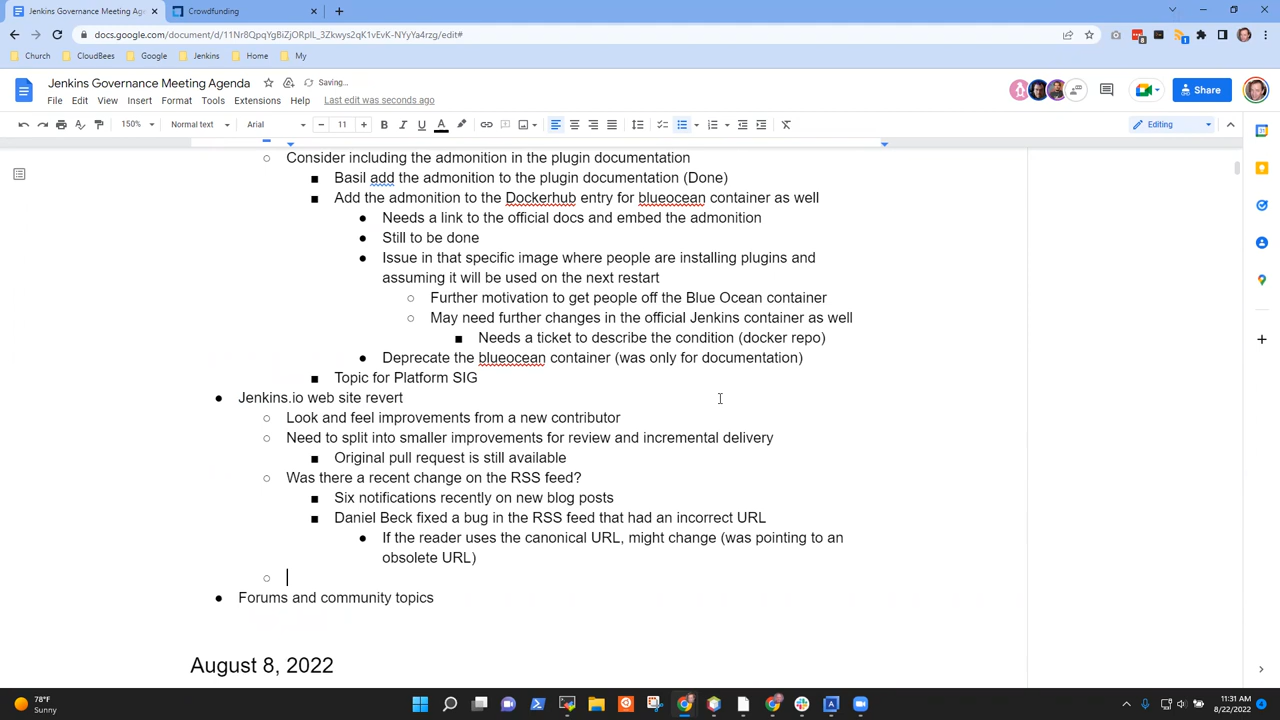 Jenkins Governance Meeting Ag
Crowdfunding
docs.google.com/document/d/11Nr8QpqYgBiZjORpIL_3Zkwys2qK1vEvK-NYyYa4rzg/edit#
Church
CloudBees
Google
Jenkins
Home
My
Jenkins Governance Meeting Agenda
Saving...
File Edit View Insert Format Tools Extensions Help Last edit was seconds ago
Share
150%
Normal text
Arial
11
Editing
Consider including the admonition in the plugin documentation
Basil add the admonition to the plugin documentation (Done)
Add the admonition to the Dockerhub entry for blueocean container as well
Needs a link to the official docs and embed the admonition
Still to be done
Issue in that specific image where people are installing plugins and
assuming it will be used on the next restart
Further motivation to get people off the Blue Ocean container
May need further changes in the official Jenkins container as well
Needs a ticket to describe the condition (docker repo)
Deprecate the blueocean container (was only for documentation)
Topic for Platform SIG
Jenkins.io web site revert
Look and feel improvements from a new contributor
Need to split into smaller improvements for review and incremental delivery
Original pull request is still available
Was there a recent change on the RSS feed?
Six notifications recently on new blog posts
Daniel Beck fixed a bug in the RSS feed that had an incorrect URL
If the reader uses the canonical URL, might change (was pointing to an
obsolete URL)
Forums and community topics
August 8, 2022
78°F
Sunny
11:31 AM
8/22/2022